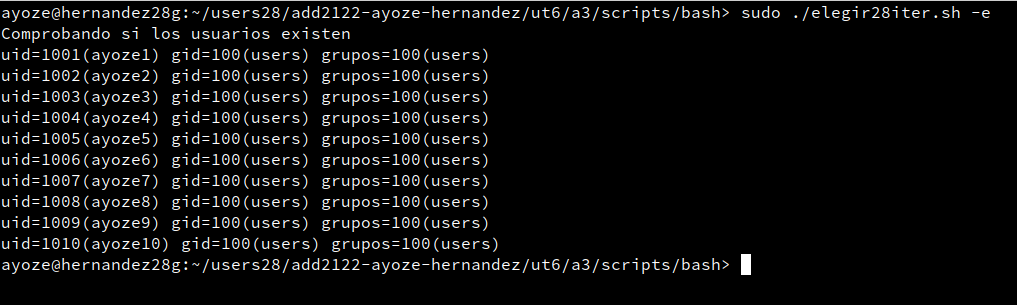 ayoze@hernandez28g:~/users28/add2122-ayoze-hernandez/ut6/a3/scripts/bash> sudo ./elegir28iter.sh -e
Comprobando si los usuarios existen
uid=1001(ayoze1) gid=100(users) grupos=100(users)
uid=1002(ayoze2) gid=100(users) grupos=100(users)
uid=1003(ayoze3) gid=100(users) grupos=100(users)
uid=1004(ayoze4) gid=100(users) grupos=100(users)
uid=1005(ayoze5) gid=100(users) grupos=100(users)
uid=1006(ayoze6) gid=100(users) grupos=100(users)
uid=1007(ayoze7) gid=100(users) grupos=100(users)
uid=1008(ayoze8) gid=100(users) grupos=100(users)
uid=1009(ayoze9) gid=100(users) grupos=100(users)
uid=1010(ayoze10) gid=100(users) grupos=100(users)
ayoze@hernandez28g:~/users28/add2122-ayoze-hernandez/ut6/a3/scripts/bash>